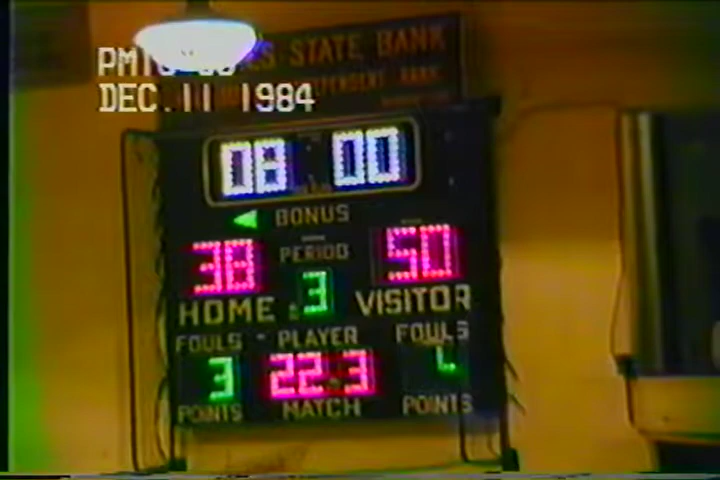 STATE BANK
BANK
DEC. 11 1984
08 00
BONUS
38 PERIOD 50
HOME 3 VISITOR
FOULS PLAYER FOULS
3 22 3
POINTS MATCH POINTS